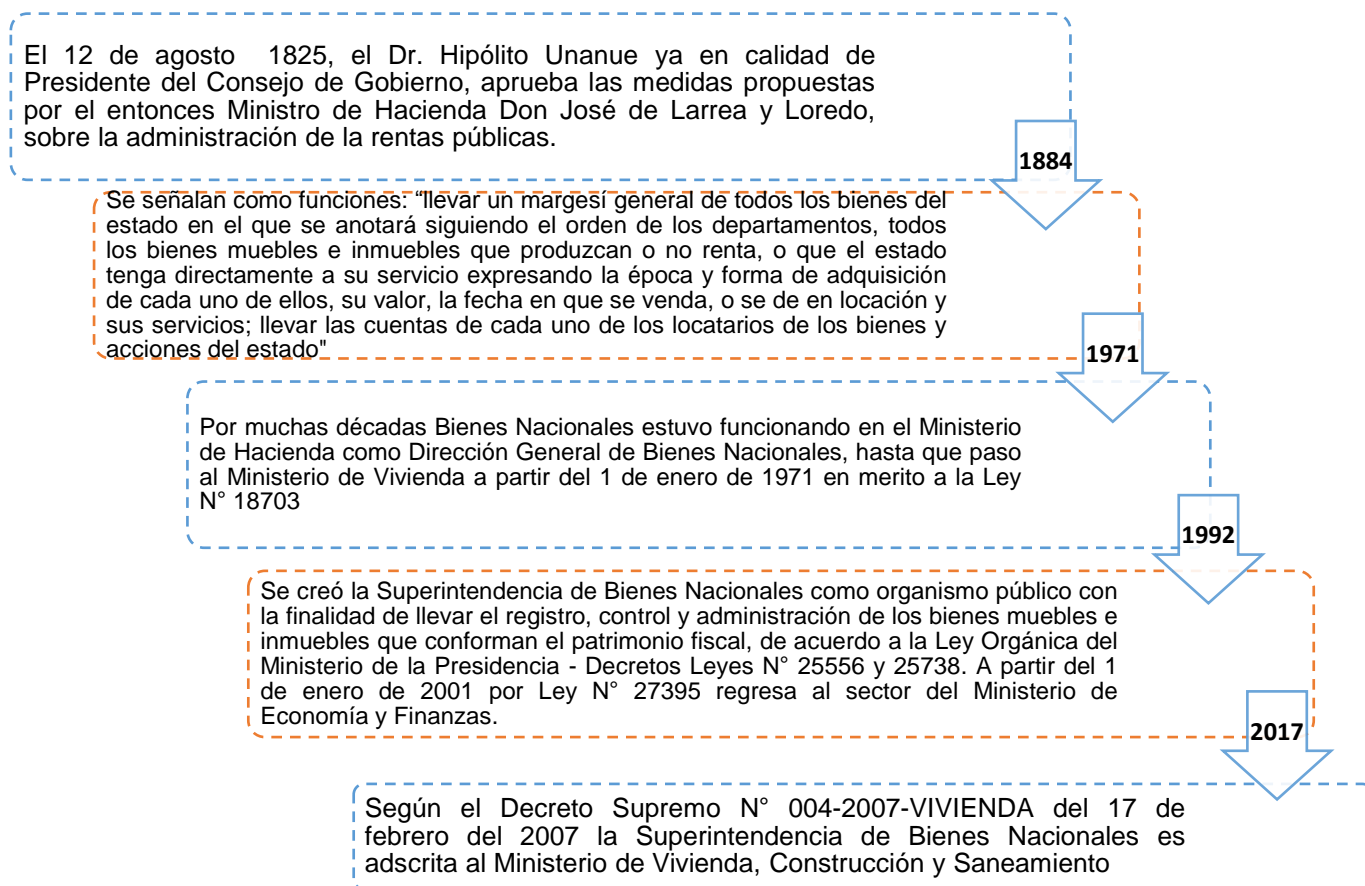 El 12 de agosto 1825, el Dr. Hipólito Unanue ya en calidad de
Presidente del Consejo de Gobierno, aprueba las medidas propuestas
por el entonces Ministro de Hacienda Don José de Larrea y Loredo,
sobre la administración de la rentas públicas.
1884
Se señalan como funciones: “llevar un margesí general de todos los bienes del
estado en el que se anotará siguiendo el orden de los departamentos, todos
los bienes muebles e inmuebles que produzcan o no renta, o que el estado
tenga directamente a su servicio expresando la época y forma de adquisición
de cada uno de ellos, su valor, la fecha en que se venda, o se de en locación y
sus servicios; llevar las cuentas de cada uno de los locatarios de los bienes y
acciones del estado"
1971
Por muchas décadas Bienes Nacionales estuvo funcionando en el Ministerio
de Hacienda como Dirección General de Bienes Nacionales, hasta que paso
al Ministerio de Vivienda a partir del 1 de enero de 1971 en merito a la Ley
N° 18703
1992
Se creó la Superintendencia de Bienes Nacionales como organismo público con
la finalidad de llevar el registro, control y administración de los bienes muebles e
inmuebles que conforman el patrimonio fiscal, de acuerdo a la Ley Orgánica del
Ministerio de la Presidencia - Decretos Leyes N° 25556 y 25738. A partir del 1
de enero de 2001 por Ley N° 27395 regresa al sector del Ministerio de
Economía y Finanzas.
2017
Según el Decreto Supremo N° 004-2007-VIVIENDA del 17 de
febrero del 2007 la Superintendencia de Bienes Nacionales es
adscrita al Ministerio de Vivienda, Construcción y Saneamiento